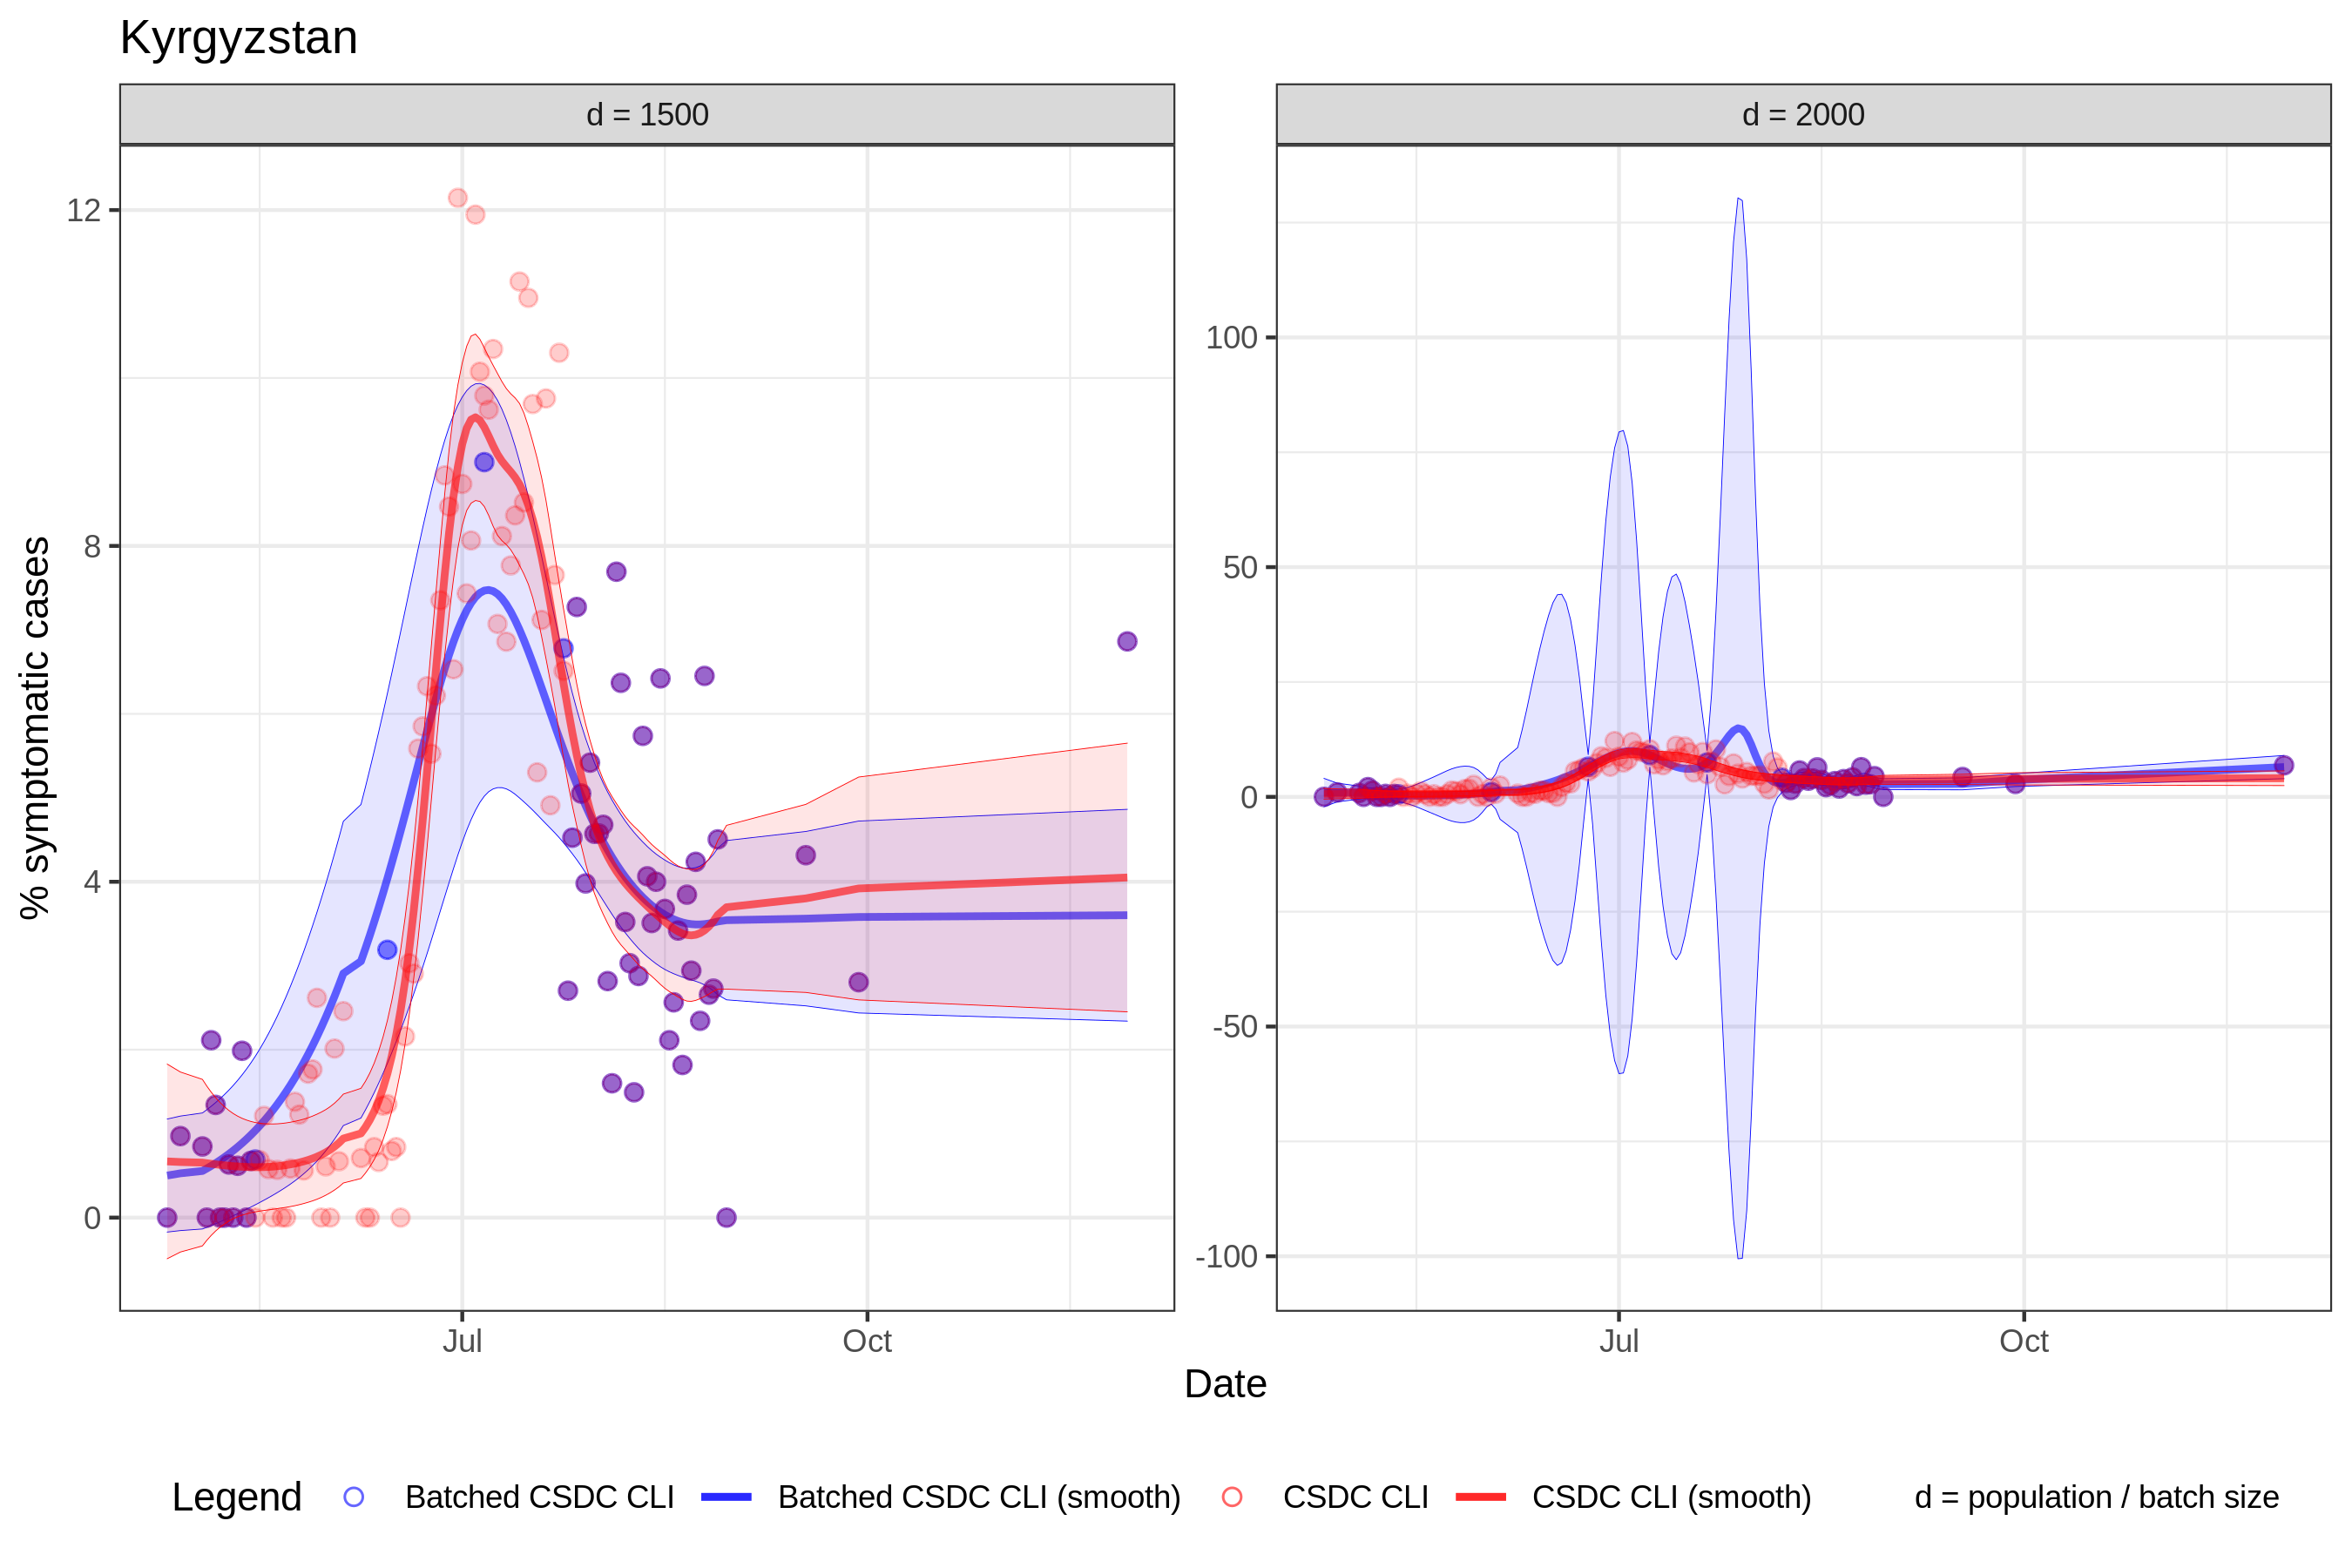 Kyrgyzstan
d = 1500
d = 2000
% symptomatic cases
12
8
4
0
100
50
0
-50
-100
Jul
Oct
Jul
Oct
Date
Legend
Batched CSDC CLI
Batched CSDC CLI (smooth)
CSDC CLI
CSDC CLI (smooth)
d = population / batch size